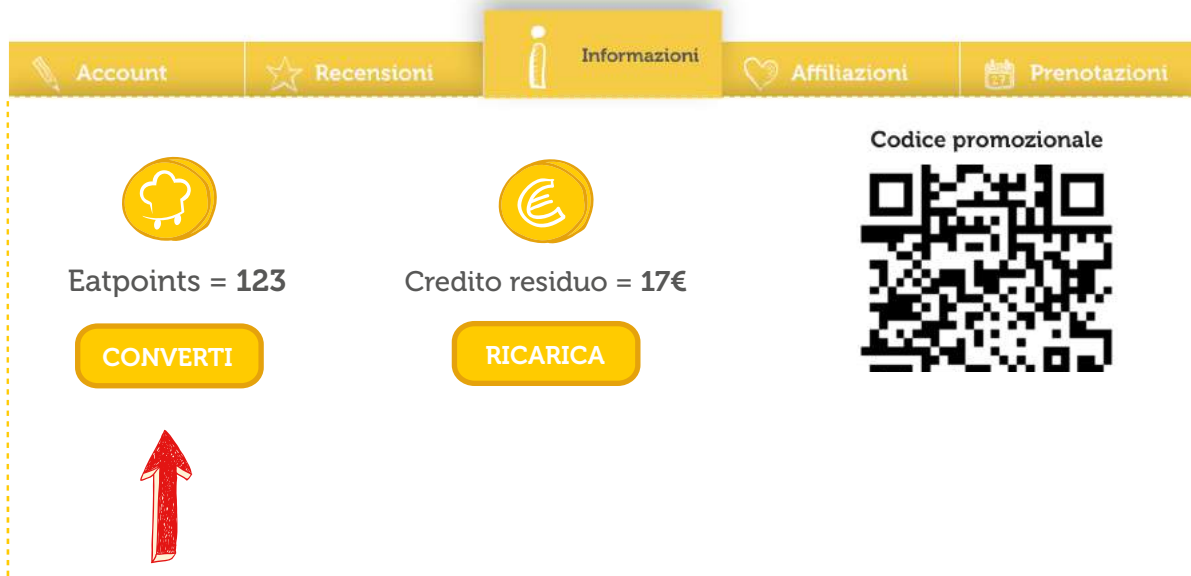 Account
Recensioni
Informazioni
Affiliazioni
Prenotazioni
Codice promozionale
Eatpoints = 123
Credito residuo = 17€
CONVERTI
RICARICA